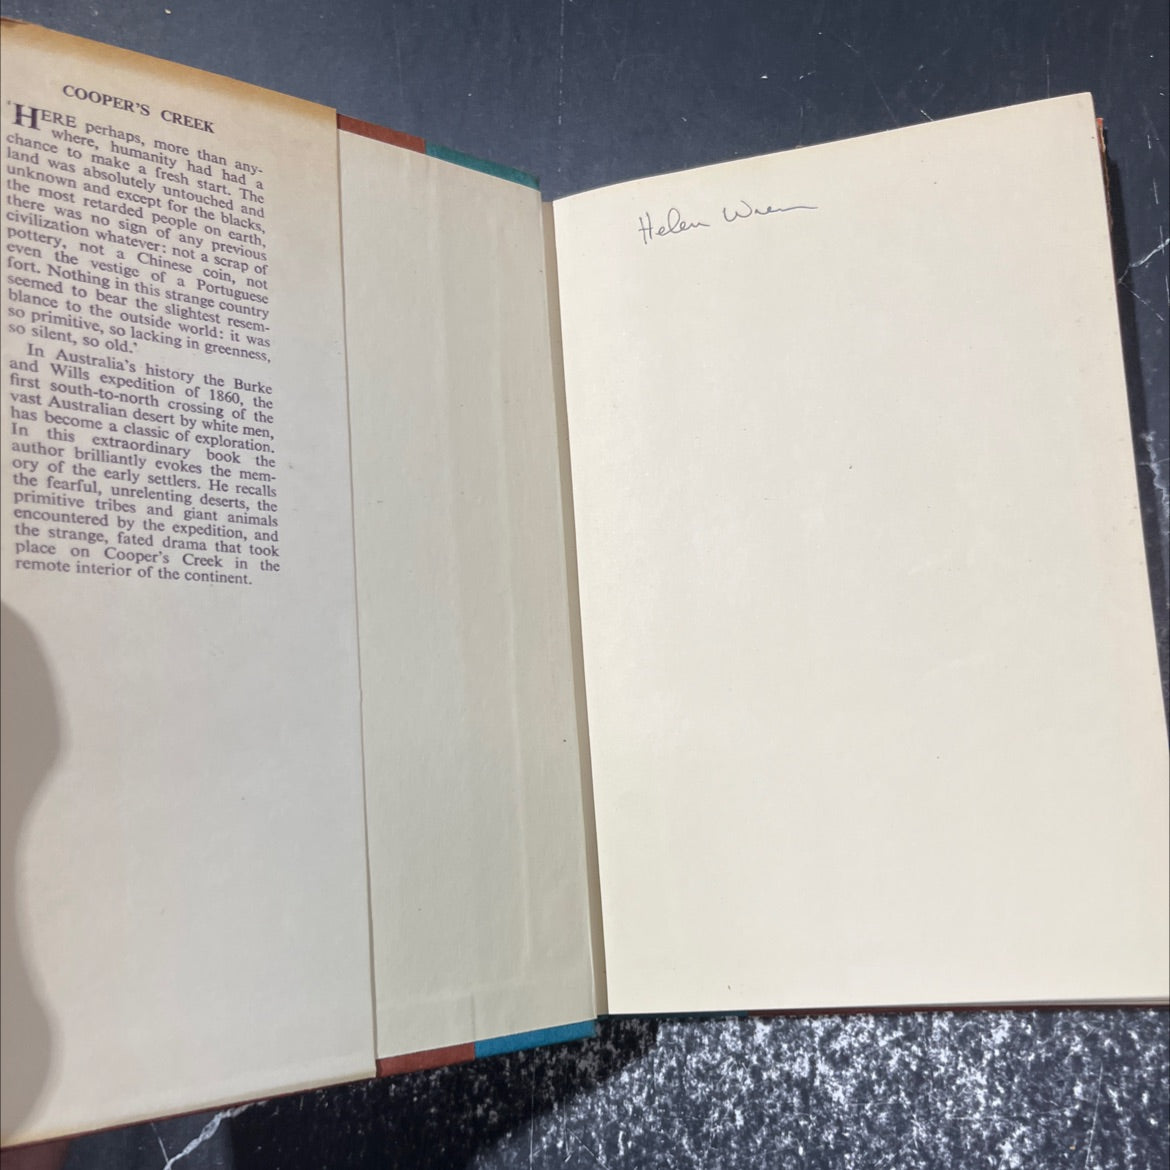 COOPER'S CREEK
'HERE perhaps, more than any-
where, humanity had had a
chance to make a fresh start. The
land was absolutely untouched and
unknown and except for the blacks,
the most retarded people on earth,
there was no sign of any previous
civilization whatever: not a scrap of
pottery, not a Chinese coin, not
even the vestige of a Portuguese
fort. Nothing in this strange country
seemed to bear the slightest resem-
blance to the outside world: it was
so primitive, so lacking in greenness,
so silent, so old.'
In Australia's history the Burke
and Wills expedition of 1860, the
first south-to-north crossing of the
vast Australian desert by white men,
has become a classic of exploration.
In this extraordinary book the
author brilliantly evokes the mem-
ory of the early settlers. He recalls
the fearful, unrelenting deserts, the
primitive tribes and giant animals
encountered by the expedition, and
the strange, fated drama that took
place on Cooper's Creek in the
remote interior of the continent.
Helen